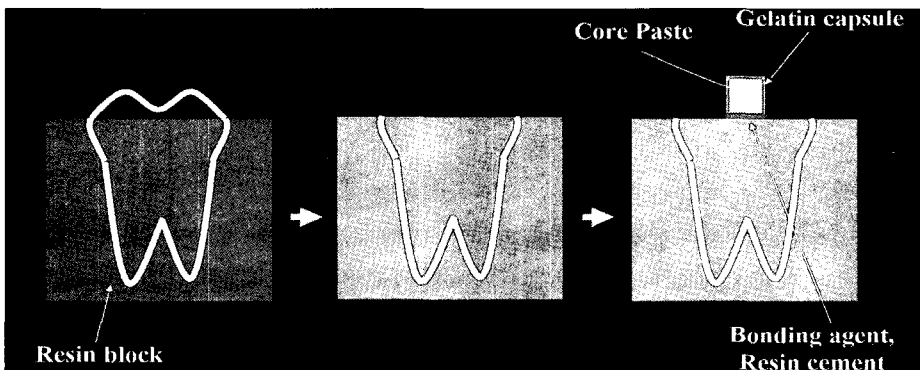 Gelatin capsule
Core Paste
Resin block
Bonding agent,
Resin cement